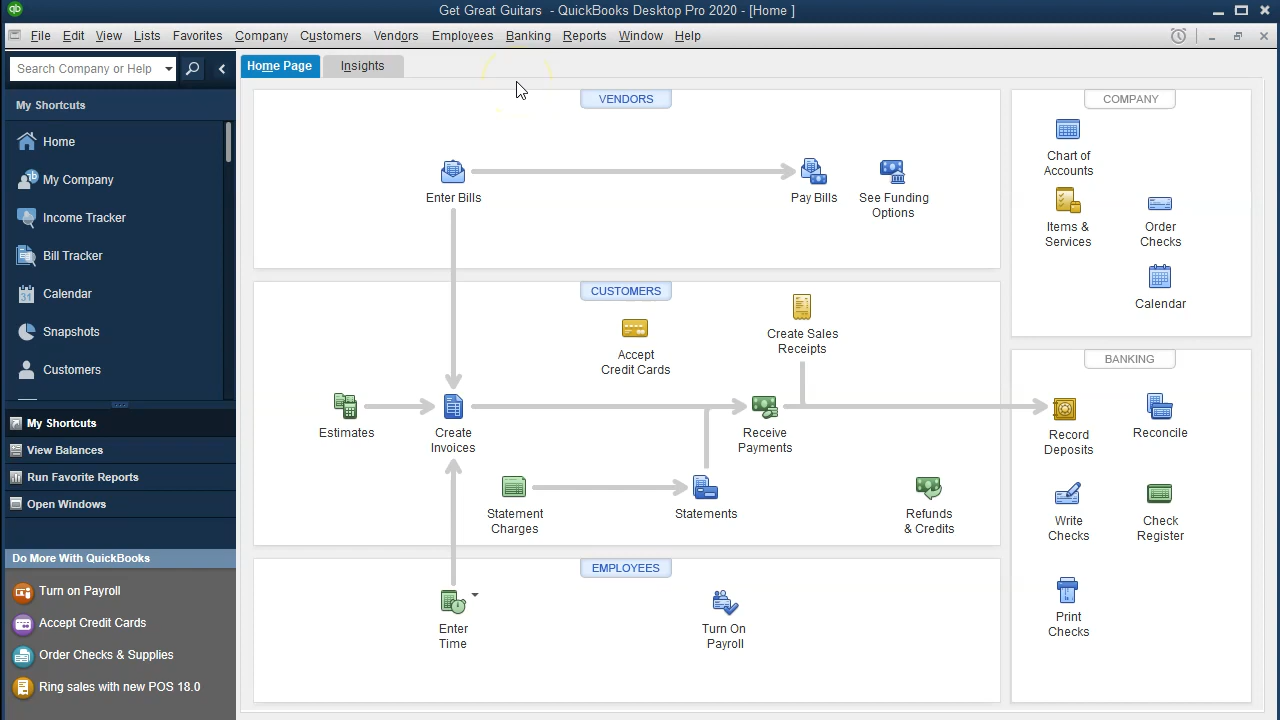 qb
Get Great Guitars - QuickBooks Desktop Pro 2020 - [Home ]
File Edit View Lists Favorites Company Customers Vendors Employees Banking Reports Window Help
Search Company or Help
My Shortcuts
Home
My Company
Income Tracker
Bill Tracker
Calendar
Snapshots
Customers
My Shortcuts
View Balances
Run Favorite Reports
Open Windows
Do More With QuickBooks
Turn on Payroll
Accept Credit Cards
Order Checks & Supplies
Ring sales with new POS 18.0
Home Page Insights
VENDORS
Enter Bills
Pay Bills
See Funding
Options
CUSTOMERS
Accept
Credit Cards
Create Sales
Receipts
Estimates
Create
Invoices
Receive
Payments
Statement
Charges
Statements
Refunds
& Credits
EMPLOYEES
Enter
Time
Turn On
Payroll
COMPANY
Chart of
Accounts
Items &
Services
Order
Checks
Calendar
BANKING
Record
Deposits
Reconcile
Write
Checks
Check
Register
Print
Checks